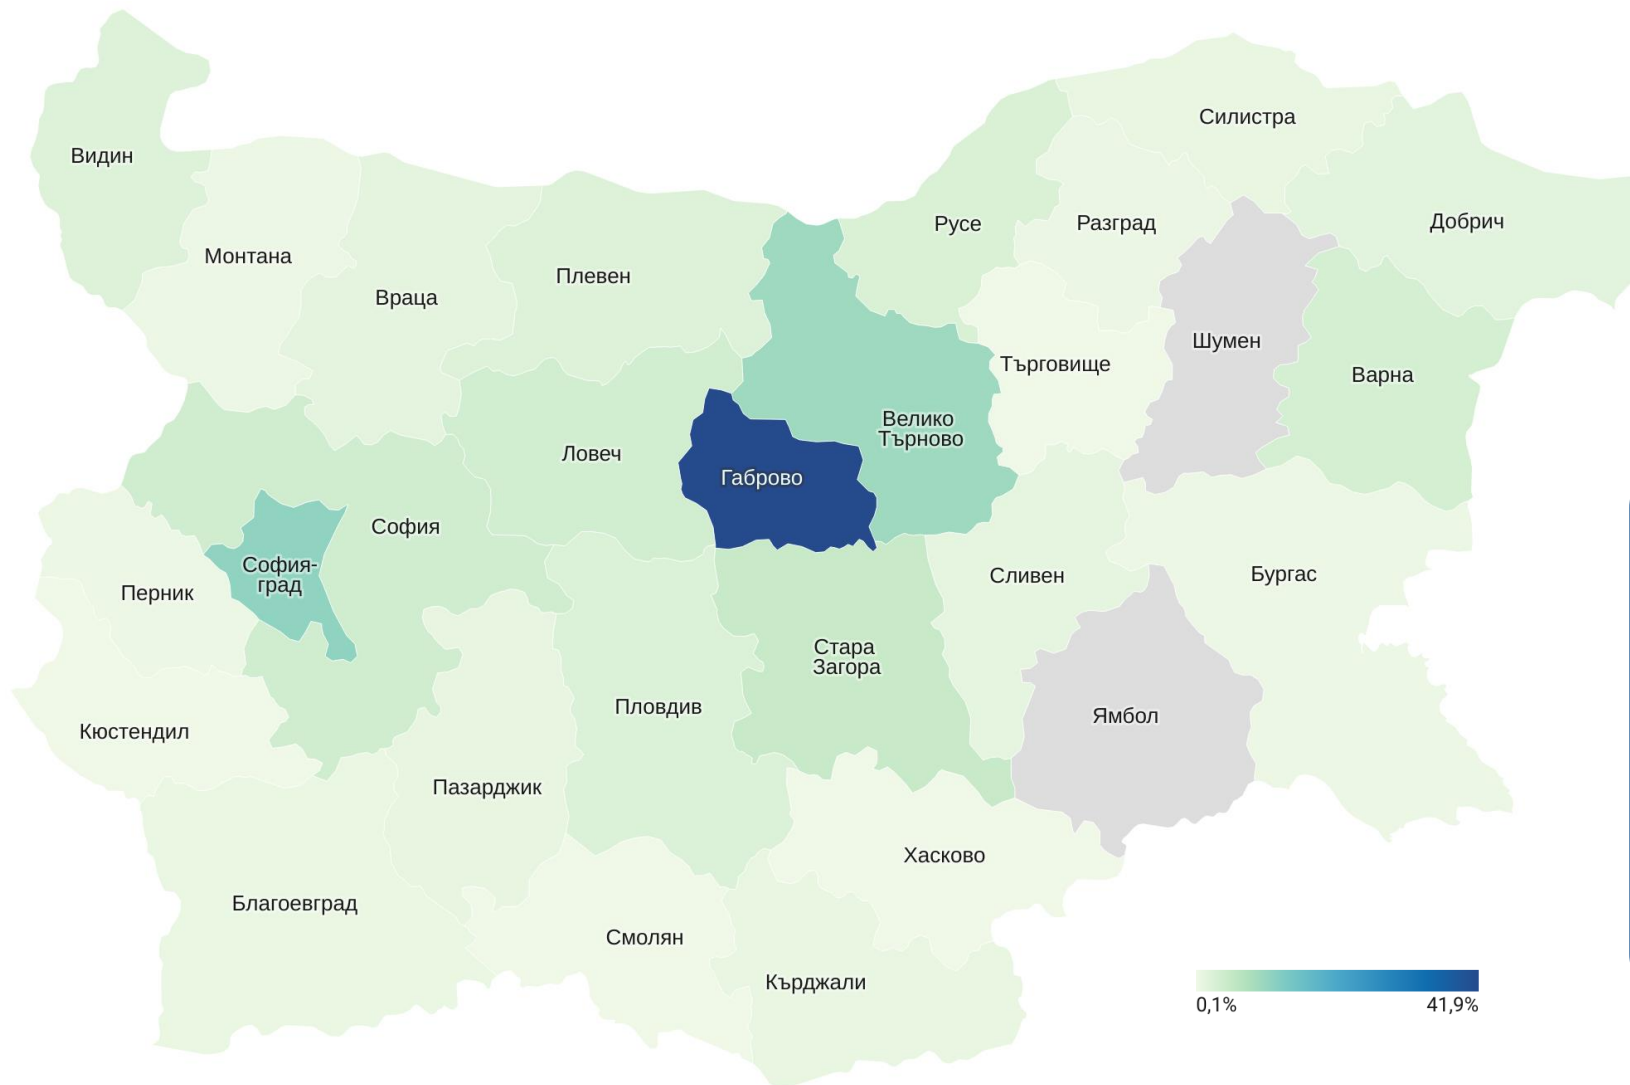 Силистра
Видин
Добрич
Русе
Разград
Монтана
Плевен
Враца
Шумен
Търговище
Варна
Велико
Търново
Ловеч
Габрово
София
София-
град
Сливен
Бургас
Перник
Стара
Загора
Пловдив
Ямбол
Кюстендил
Пазарджик
Хасково
Благоевград
Смолян
Кърджали
0,1%
41,9%